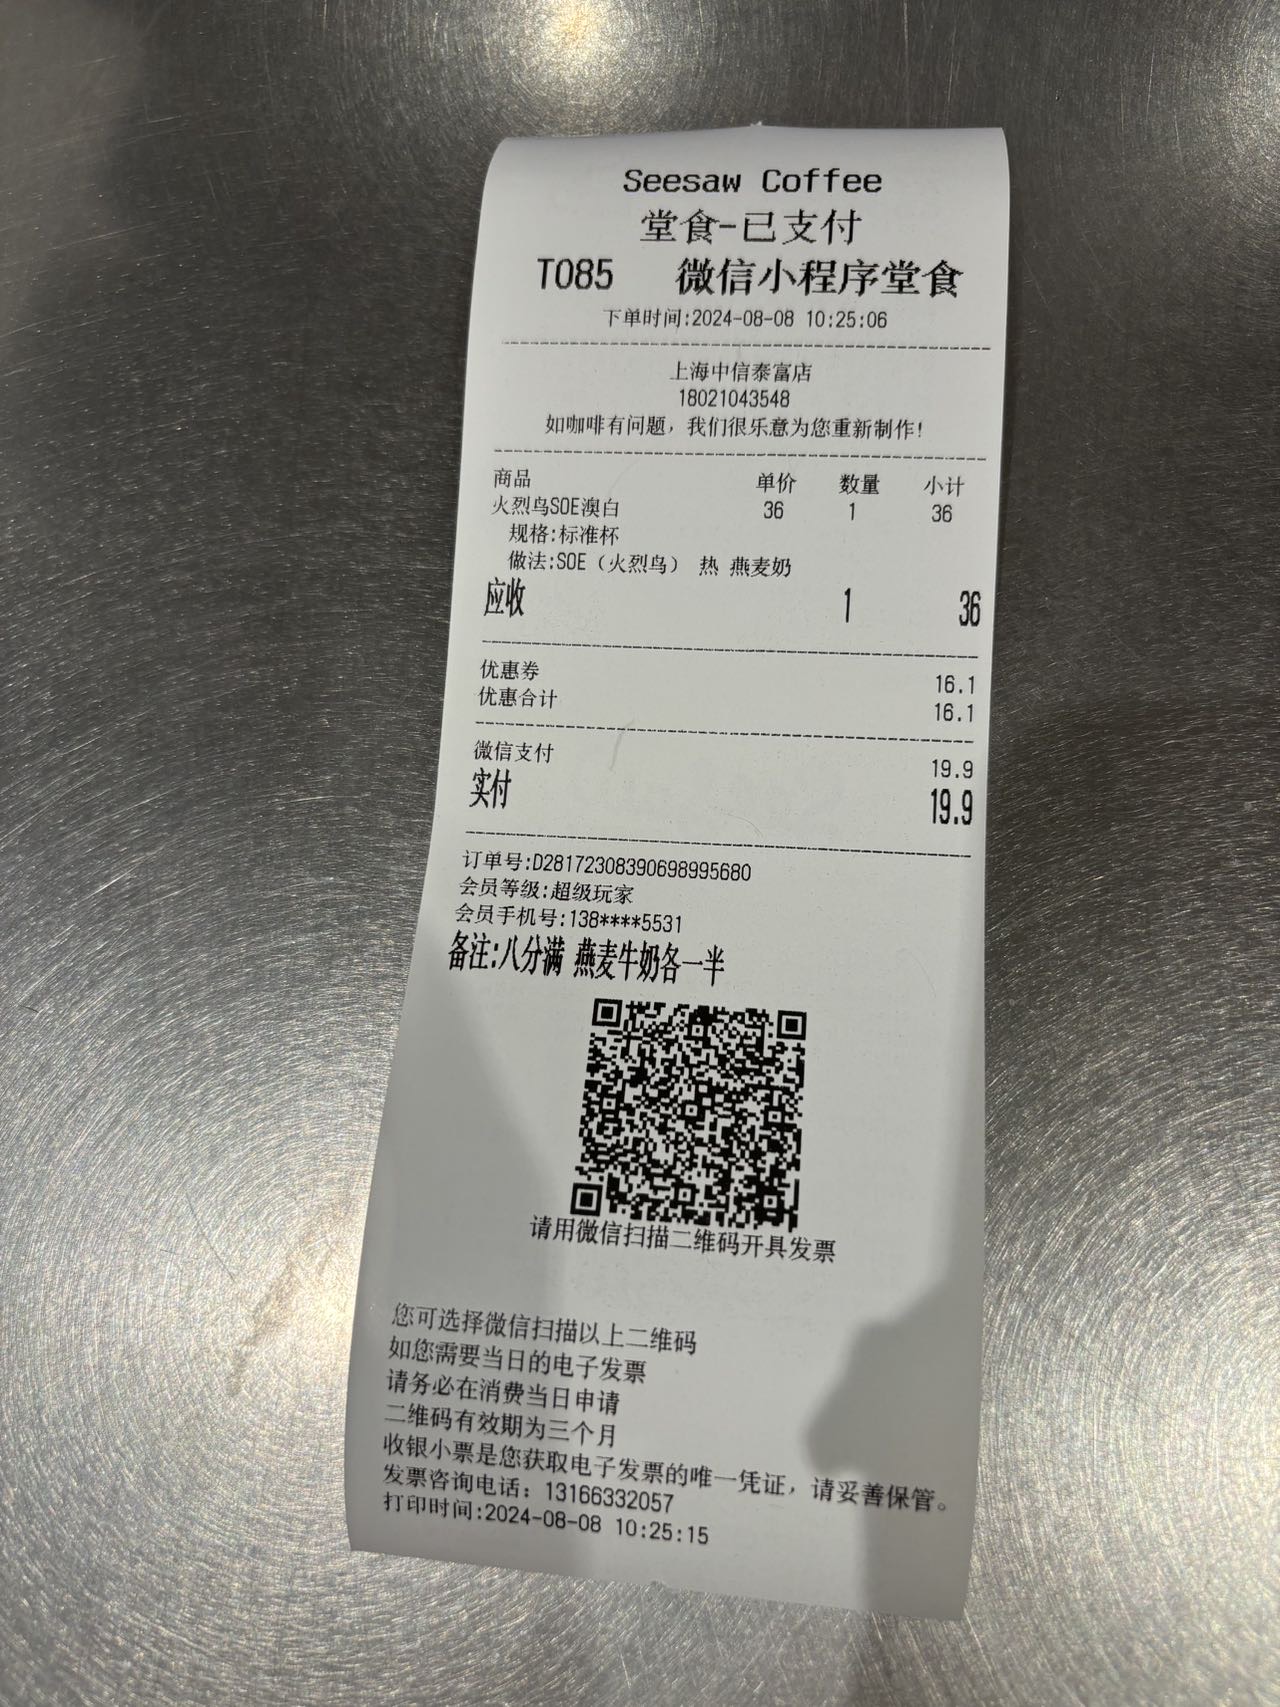 Seesaw Coffee
堂食-已支付
T085 微信小程序堂食
下单时间:2024-08-08 10:25:06
上海中信泰富店
18021043548
如咖啡有问题，我们很乐意为您重新制作!
商品 单价 数量 小计
火烈鸟SOE澳白 36 1 36
规格:标准杯
做法:SOE（火烈鸟） 热 燕麦奶
应收 1 36
优惠券 16.1
优惠合计 16.1
微信支付 19.9
实付 19.9
订单号:D28172308390698995680
会员等级:超级玩家
会员手机号:138****5531
备注:八分满 燕麦牛奶各一半
请用微信扫描二维码开具发票
您可选择微信扫描以上二维码
如您需要当日的电子发票
请务必在消费当日申请
二维码有效期为三个月
收银小票是您获取电子发票的唯一凭证，请妥善保管。
发票咨询电话：13166332057
打印时间:2024-08-08 10:25:15